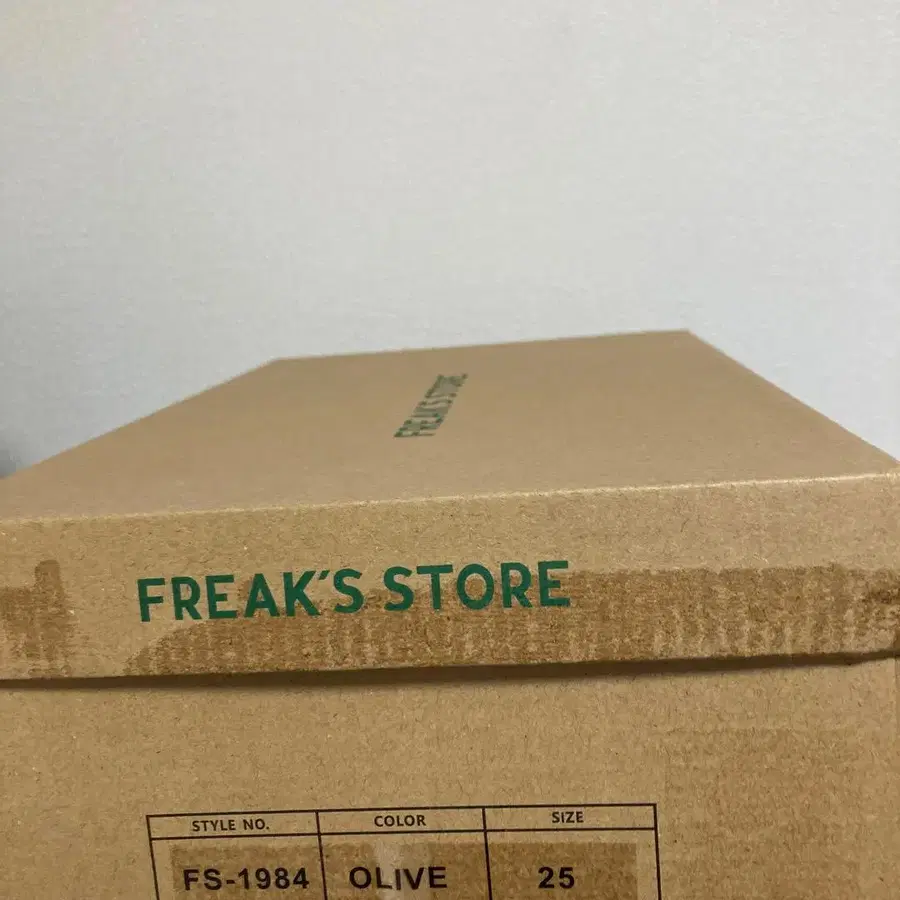 FREAK'S STORE
FREAK'S STORE
STYLE NO. COLOR SIZE
FS-1984 OLIVE 25